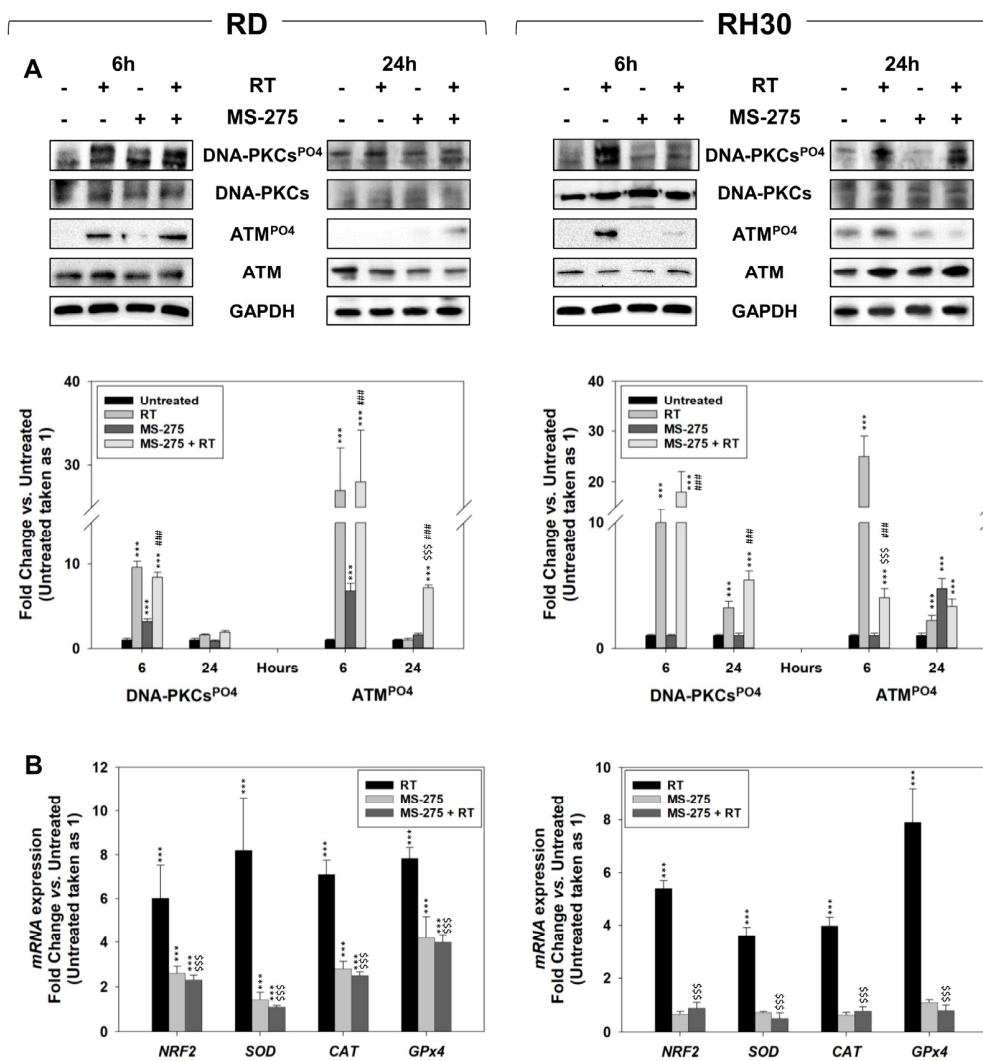 RD
RH30
A
6h
24h
- + - +
RT
- + - +
- - + +
MS-275
- - + +
DNA-PKCs^PO4
DNA-PKCs
ATM^PO4
ATM
GAPDH
6h
24h
- + - +
RT
- + - +
- - + +
MS-275
- - + +
DNA-PKCs^PO4
DNA-PKCs
ATM^PO4
ATM
GAPDH
Fold Change vs. Untreated
(Untreated taken as 1)
40
30
10
0
Untreated
RT
MS-275
MS-275 + RT
***
***
***
###
***
***
***
###
***
$$$
###
6
24
Hours
6
24
DNA-PKCs^PO4
ATM^PO4
Fold Change vs. Untreated
(Untreated taken as 1)
40
30
20
10
0
Untreated
RT
MS-275
MS-275 + RT
***
***
###
***
***
###
***
***
$$$
###
***
***
***
6
24
Hours
6
24
DNA-PKCs^PO4
ATM^PO4
B
mRNA expression
Fold Change vs. Untreated
(Untreated taken as 1)
12
10
8
6
4
2
0
RT
MS-275
MS-275 + RT
***
***
***
$$$
***
***
***
$$$
***
***
***
$$$
***
***
***
$$$
NRF2
SOD
CAT
GPx4
mRNA expression
Fold Change vs. Untreated
(Untreated taken as 1)
10
8
6
4
2
0
RT
MS-275
MS-275 + RT
***
$$$
***
$$$
***
$$$
***
$$$
NRF2
SOD
CAT
GPx4